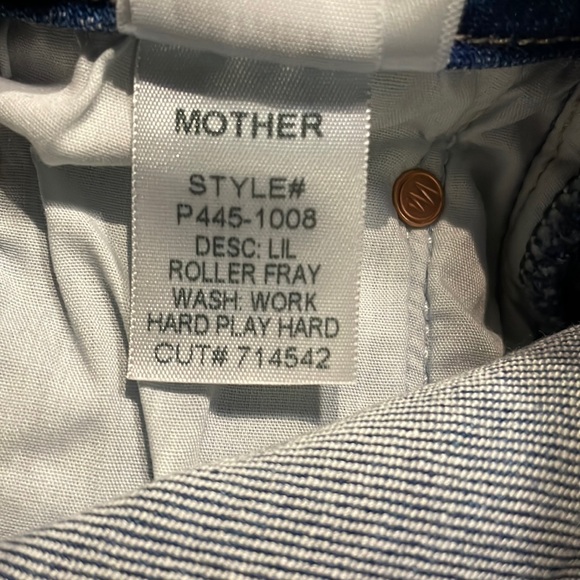 MOTHER
STYLE#
P445-1008
DESC: LIL
ROLLER FRAY
WASH: WORK
HARD PLAY HARD
CUT# 714542